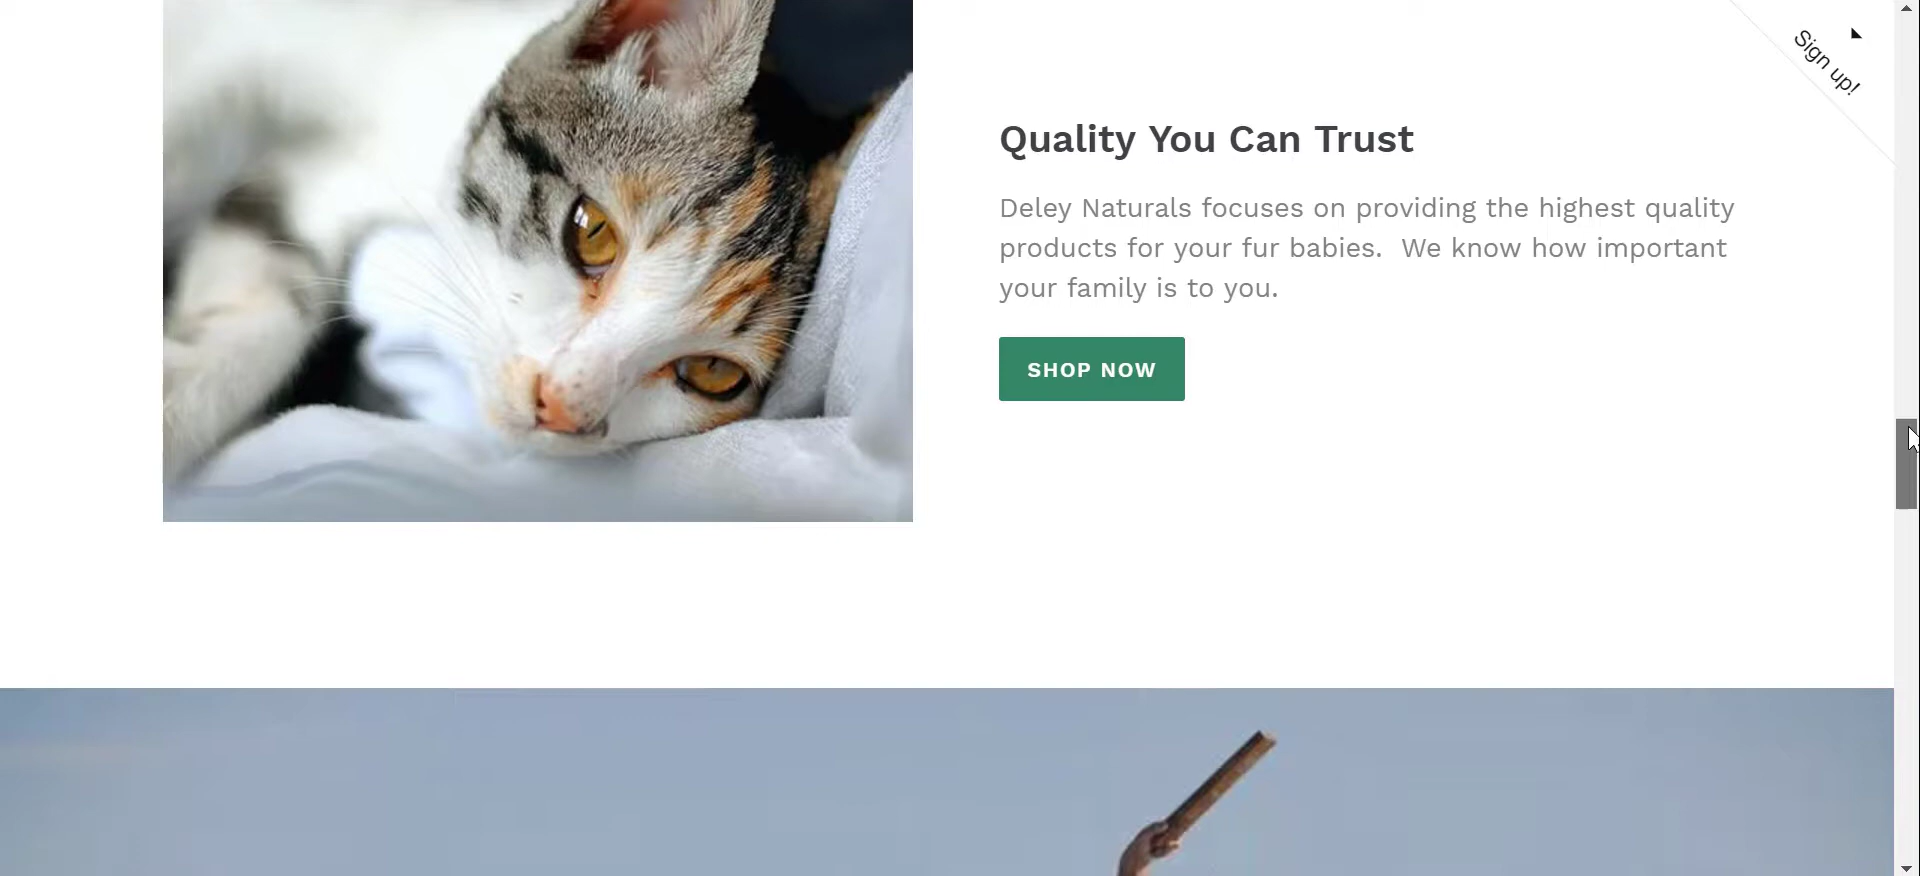 Sign up!
Quality You Can Trust
Deley Naturals focuses on providing the highest quality
products for your fur babies.  We know how important
your family is to you.
SHOP NOW